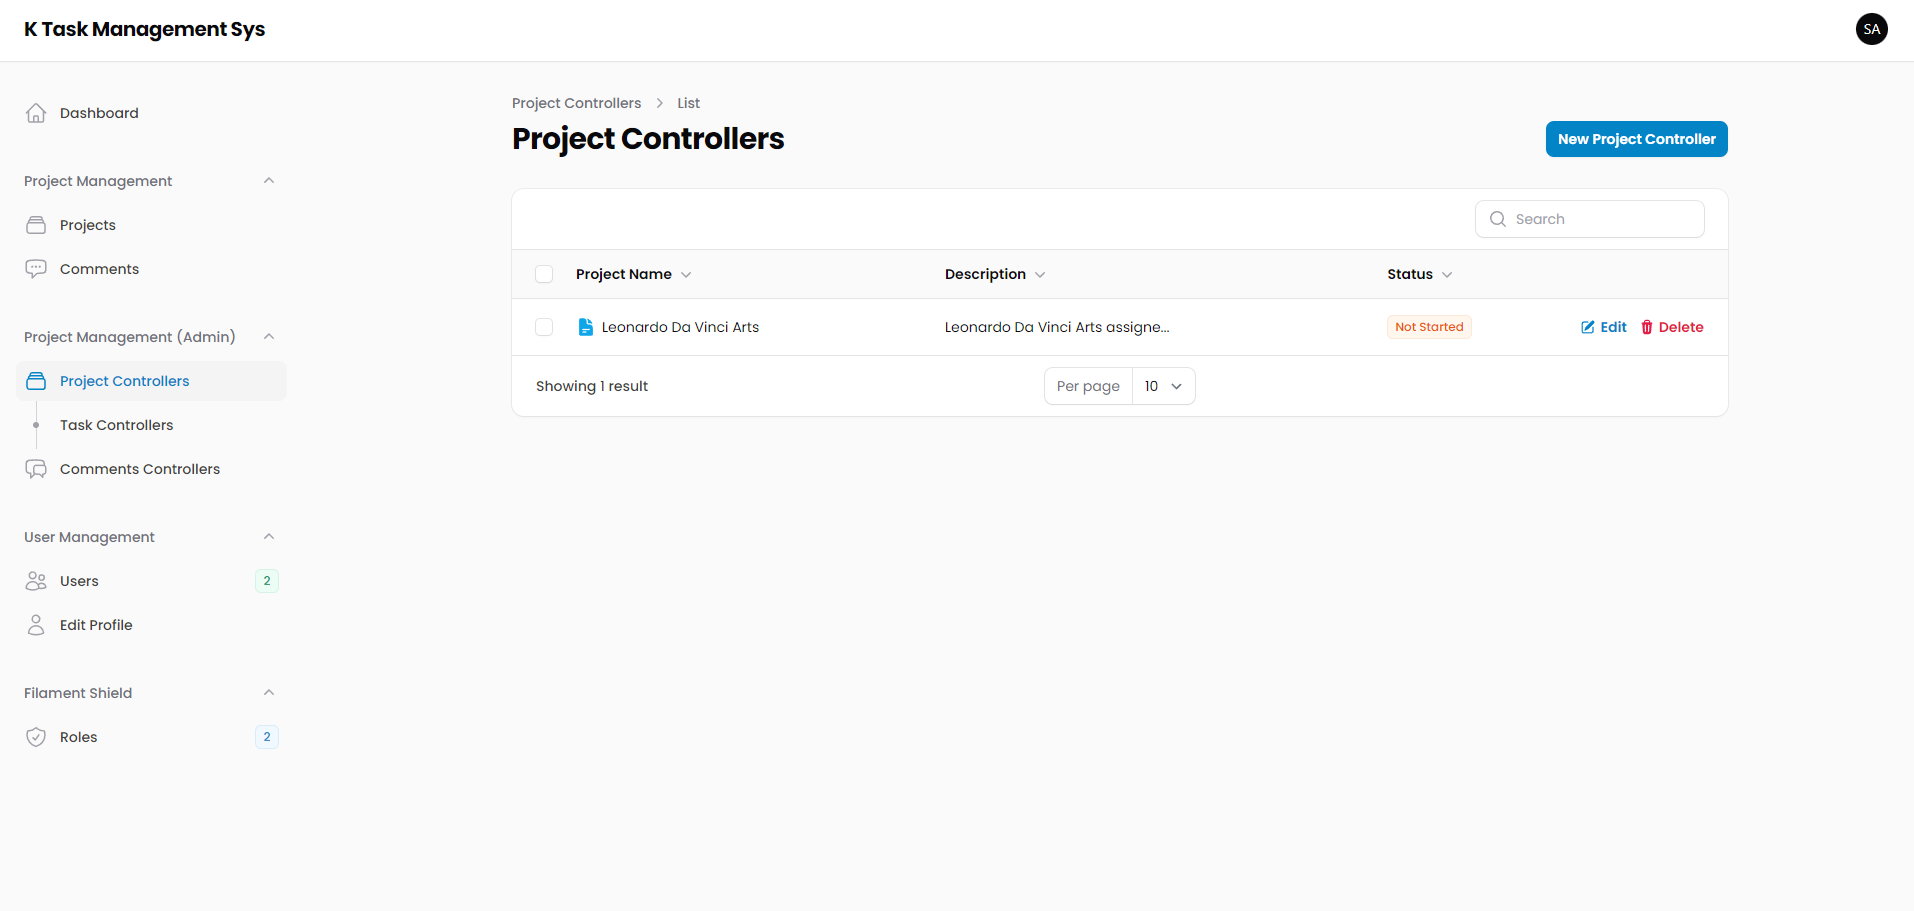 K Task Management Sys
SA
Dashboard
Project Management
Projects
Comments
Project Management (Admin)
Project Controllers
Task Controllers
Comments Controllers
User Management
Users 2
Edit Profile
Filament Shield
Roles 2
Project Controllers > List
Project Controllers
New Project Controller
Search
Project Name Description Status
Leonardo Da Vinci Arts Leonardo Da Vinci Arts assigne... Not Started Edit Delete
Showing 1 result Per page 10